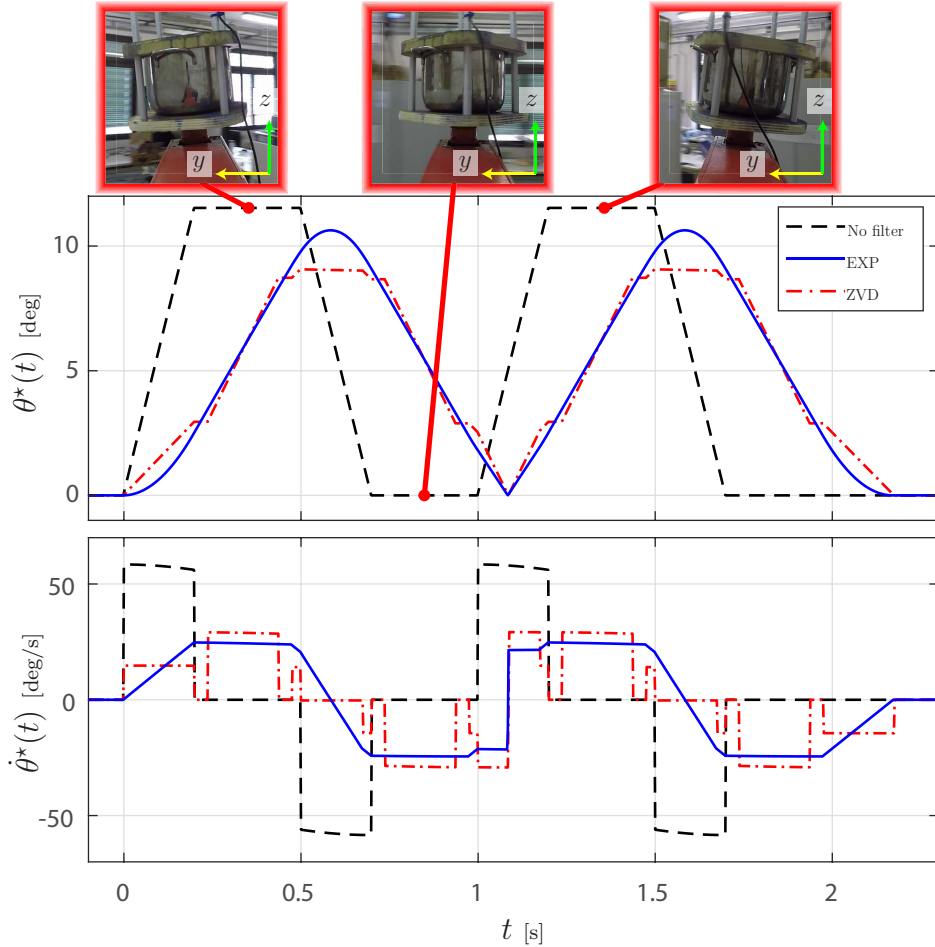 z
y
z
y
z
y
10
5
0
θ⋆(t) [deg]
No filter
EXP
ZVD
50
0
-50
θ̇⋆(t) [deg/s]
0
0.5
1
1.5
2
t [s]